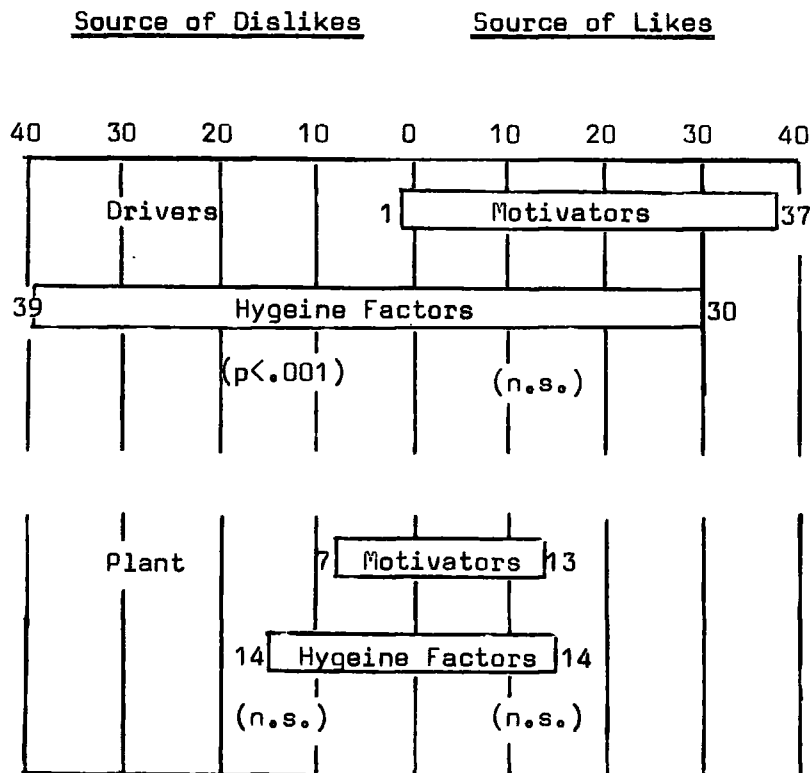 Source of Dislikes Source of Likes
40 30 20 10 0 10 20 30 40
Drivers 1 Motivators 37
39 Hygeine Factors 30
(p<.001) (n.s.)
Plant 7 Motivators 13
14 Hygeine Factors 14
(n.s.) (n.s.)